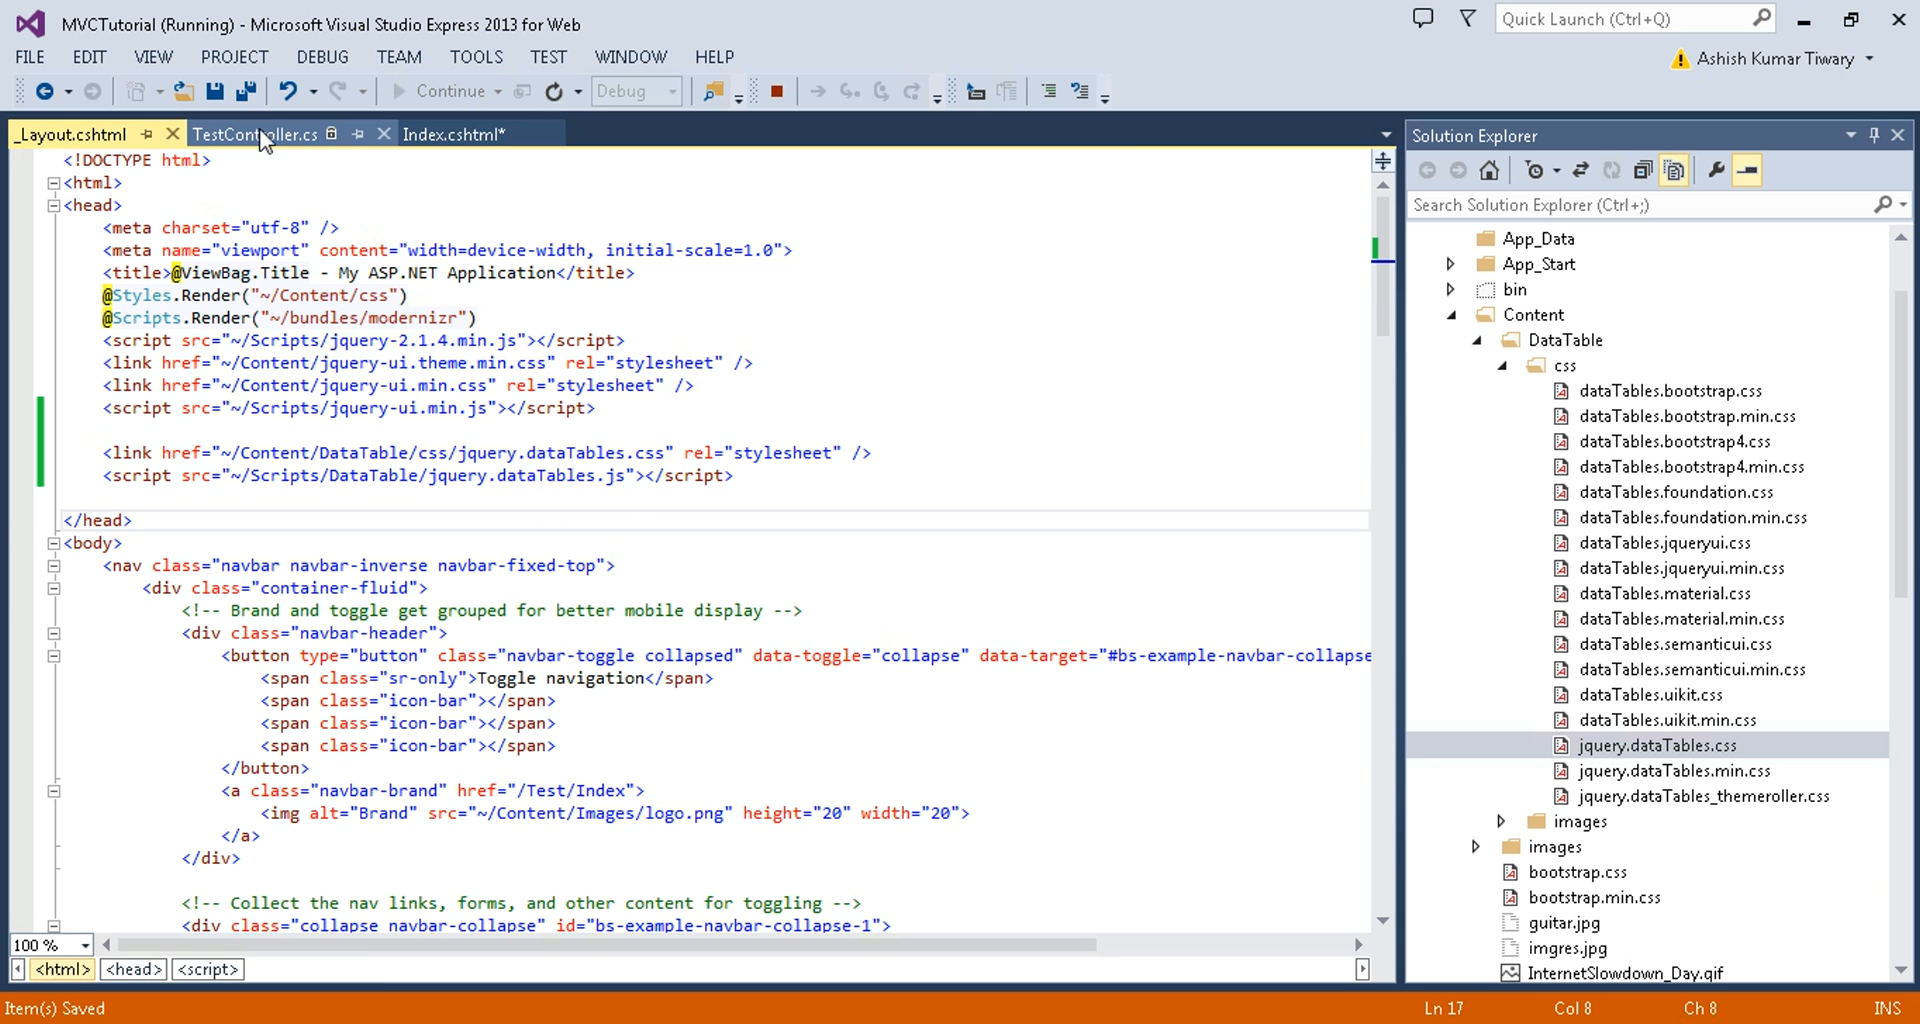 MVCTutorial (Running) - Microsoft Visual Studio Express 2013 for Web
Quick Launch (Ctrl+Q)
FILE EDIT VIEW PROJECT DEBUG TEAM TOOLS TEST WINDOW HELP
Ashish Kumar Tiwary
Continue
Debug
_Layout.cshtml TestController.cs Index.cshtml*
<!DOCTYPE html>
<html>
<head>
<meta charset="utf-8" />
<meta name="viewport" content="width=device-width, initial-scale=1.0">
<title>@ViewBag.Title - My ASP.NET Application</title>
@Styles.Render("~/Content/css")
@Scripts.Render("~/bundles/modernizr")
<script src="~/Scripts/jquery-2.1.4.min.js"></script>
<link href="~/Content/jquery-ui.theme.min.css" rel="stylesheet" />
<link href="~/Content/jquery-ui.min.css" rel="stylesheet" />
<script src="~/Scripts/jquery-ui.min.js"></script>
<link href="~/Content/DataTable/css/jquery.dataTables.css" rel="stylesheet" />
<script src="~/Scripts/DataTable/jquery.dataTables.js"></script>
</head>
<body>
<nav class="navbar navbar-inverse navbar-fixed-top">
<div class="container-fluid">
<!-- Brand and toggle get grouped for better mobile display -->
<div class="navbar-header">
<button type="button" class="navbar-toggle collapsed" data-toggle="collapse" data-target="#bs-example-navbar-collapse
<span class="sr-only">Toggle navigation</span>
<span class="icon-bar"></span>
<span class="icon-bar"></span>
<span class="icon-bar"></span>
</button>
<a class="navbar-brand" href="/Test/Index">
<img alt="Brand" src="~/Content/Images/logo.png" height="20" width="20">
</a>
</div>
<!-- Collect the nav links, forms, and other content for toggling -->
<div class="collapse navbar-collapse" id="bs-example-navbar-collapse-1">
100 %
<html> <head> <script>
Solution Explorer
Search Solution Explorer (Ctrl+;)
App_Data
App_Start
bin
Content
DataTable
css
dataTables.bootstrap.css
dataTables.bootstrap.min.css
dataTables.bootstrap4.css
dataTables.bootstrap4.min.css
dataTables.foundation.css
dataTables.foundation.min.css
dataTables.jqueryui.css
dataTables.jqueryui.min.css
dataTables.material.css
dataTables.material.min.css
dataTables.semanticui.css
dataTables.semanticui.min.css
dataTables.uikit.css
dataTables.uikit.min.css
jquery.dataTables.css
jquery.dataTables.min.css
jquery.dataTables_themeroller.css
images
images
bootstrap.css
bootstrap.min.css
guitar.jpg
imgres.jpg
InternetSlowdown_Day.gif
Item(s) Saved
Ln 17 Col 8 Ch 8 INS